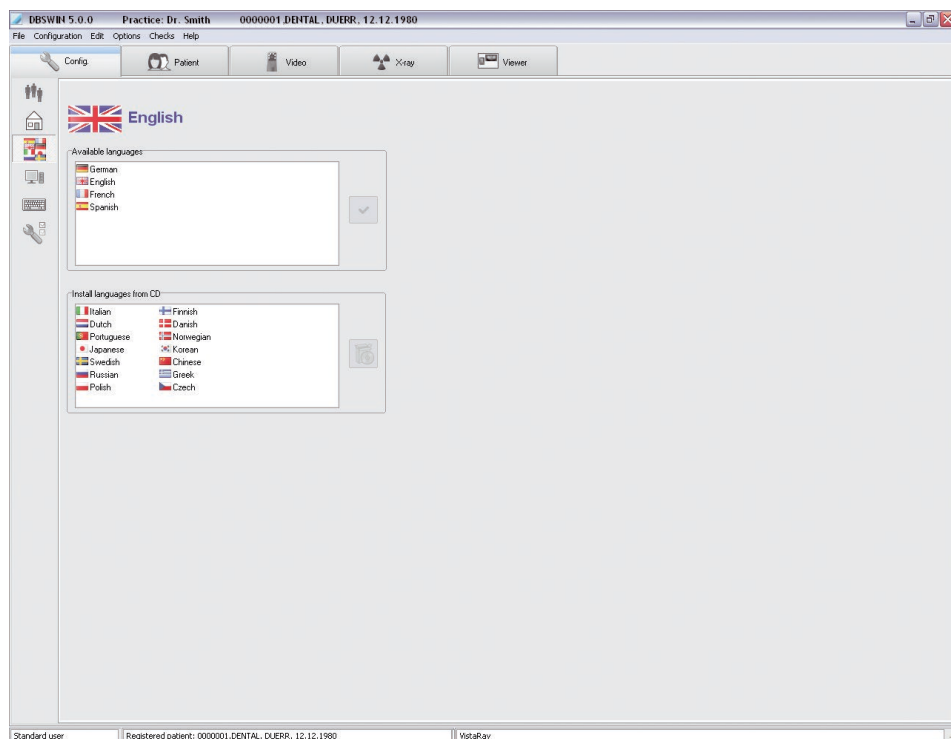 DBSWIN 5.0.0 Practice: Dr. Smith 0000001,DENTAL, DUERR, 12.12.1980
File Configuration Edit Options Checks Help
Config. Patient Video X-ray Viewer
English
Available languages
German
English
French
Spanish
Install languages from CD
Italian
Dutch
Portuguese
Japanese
Swedish
Russian
Polish
Finnish
Danish
Norwegian
Korean
Chinese
Greek
Czech
Standard user Registered patient: 0000001,DENTAL, DUERR, 12.12.1980 VistaRay